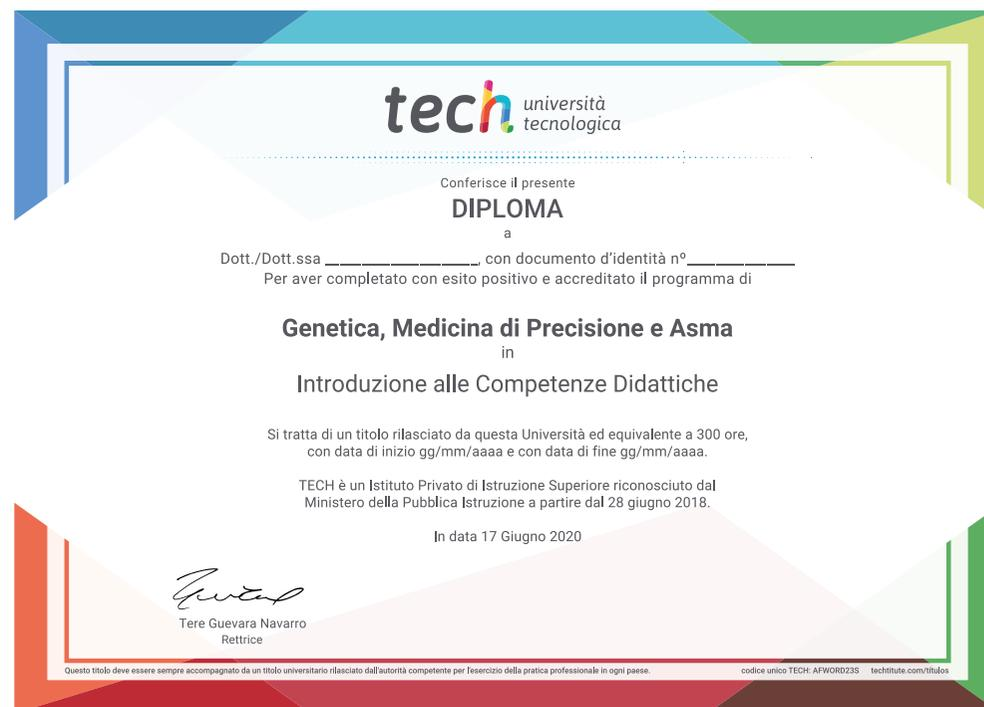 tech università
tecnologica
Conferisce il presente
DIPLOMA
a
Dott./Dott.ssa ___________________, con documento d'identità nº_____________
Per aver completato con esito positivo e accreditato il programma di
Genetica, Medicina di Precisione e Asma
in
Introduzione alle Competenze Didattiche
Si tratta di un titolo rilasciato da questa Università ed equivalente a 300 ore,
con data di inizio gg/mm/aaaa e con data di fine gg/mm/aaaa.
TECH è un Istituto Privato di Istruzione Superiore riconosciuto dal
Ministero della Pubblica Istruzione a partire dal 28 giugno 2018.
In data 17 Giugno 2020
Tere Guevara Navarro
Rettrice
Questo titolo deve essere sempre accompagnato da un titolo universitario rilasciato dall'autorità competente per l'esercizio della pratica professionale in ogni paese.
codice unico TECH: AFWORD23S techtitute.com/titulos